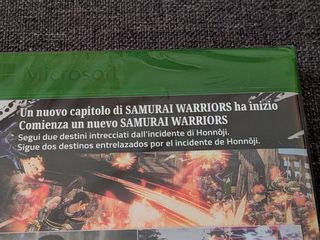 Microsoft
Un nuovo capitolo di SAMURAI WARRIORS ha inizio
Comienza un nuevo SAMURAI WARRIORS
Segui due destini intrecciati dall'incidente di Honnōji.
Sigue dos destinos entrelazados por el incidente de Honnōji.